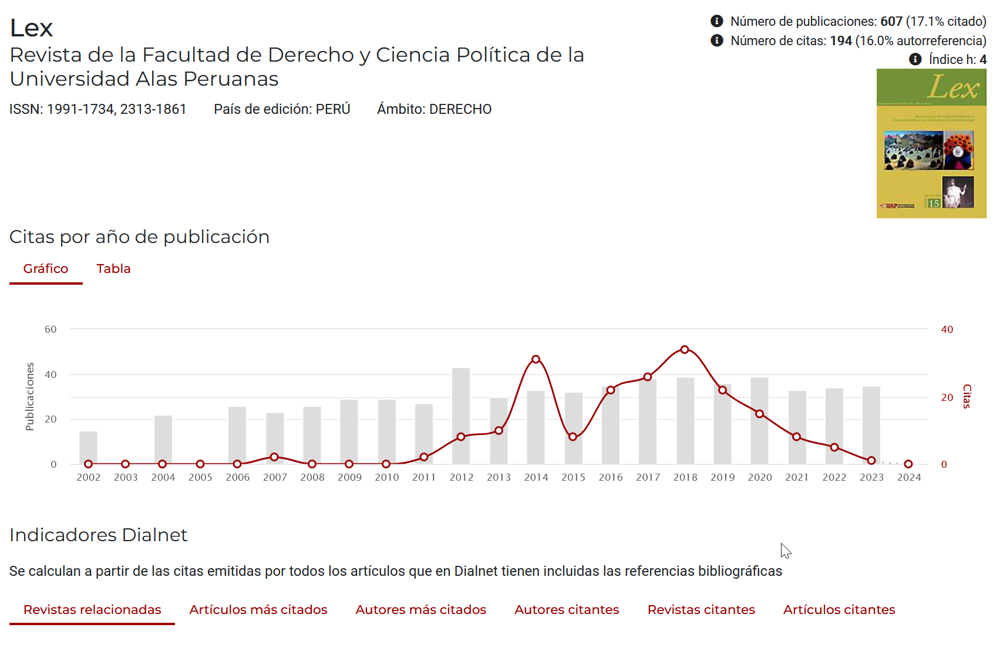 Lex
Revista de la Facultad de Derecho y Ciencia Política de la
Universidad Alas Peruanas
ISSN: 1991-1734, 2313-1861 País de edición: PERÚ Ámbito: DERECHO
Número de publicaciones: 607 (17.1% citado)
Número de citas: 194 (16.0% autorreferencia)
Índice h: 4
Lex
15
Citas por año de publicación
Gráfico Tabla
60 40
Publicaciones
40
20
Citas
20
0 0
2002 2003 2004 2005 2006 2007 2008 2009 2010 2011 2012 2013 2014 2015 2016 2017 2018 2019 2020 2021 2022 2023 2024
Indicadores Dialnet
Se calculan a partir de las citas emitidas por todos los artículos que en Dialnet tienen incluidas las referencias bibliográficas
Revistas relacionadas Artículos más citados Autores más citados Autores citantes Revistas citantes Artículos citantes